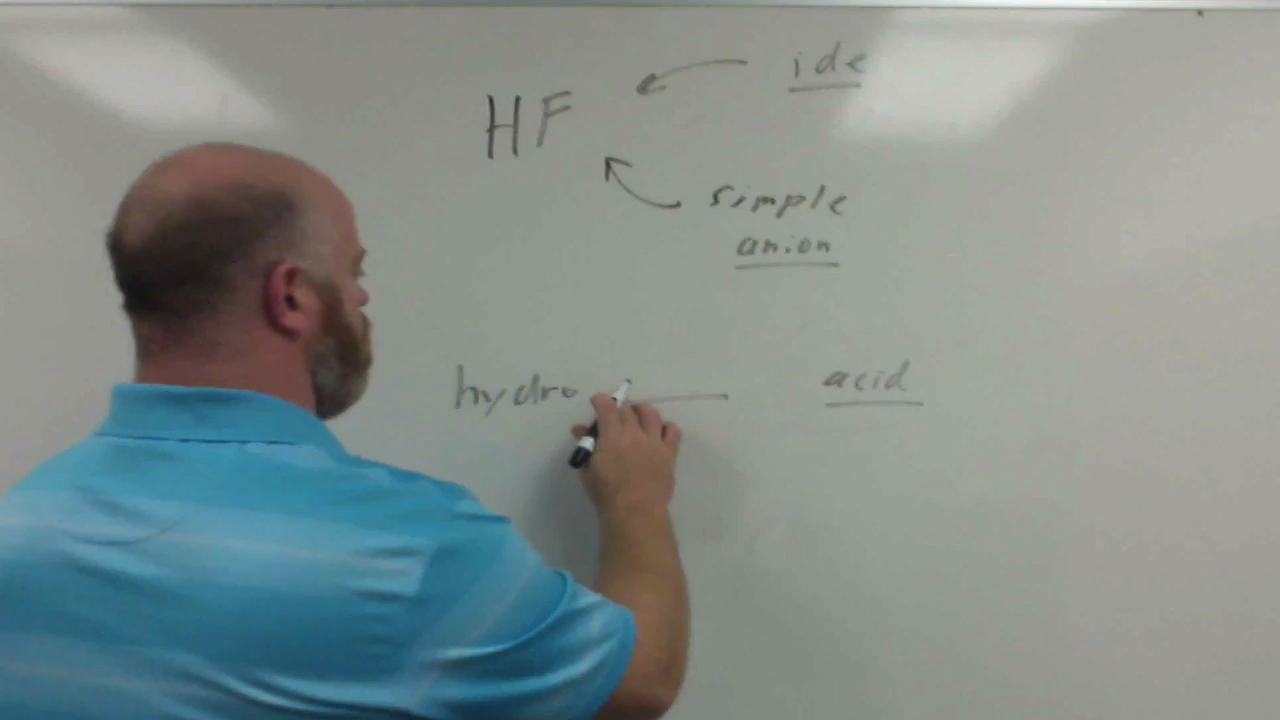 ide
HF
simple
anion
hydro acid